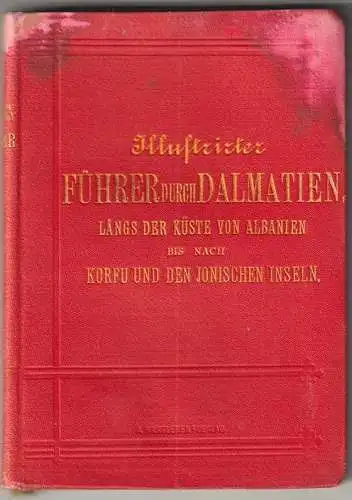 Illustrirter
FÜHRER DURCH DALMATIEN,
LÄNGS DER KÜSTE VON ALBANIEN
BIS NACH
KORFU UND DEN JONISCHEN INSELN.